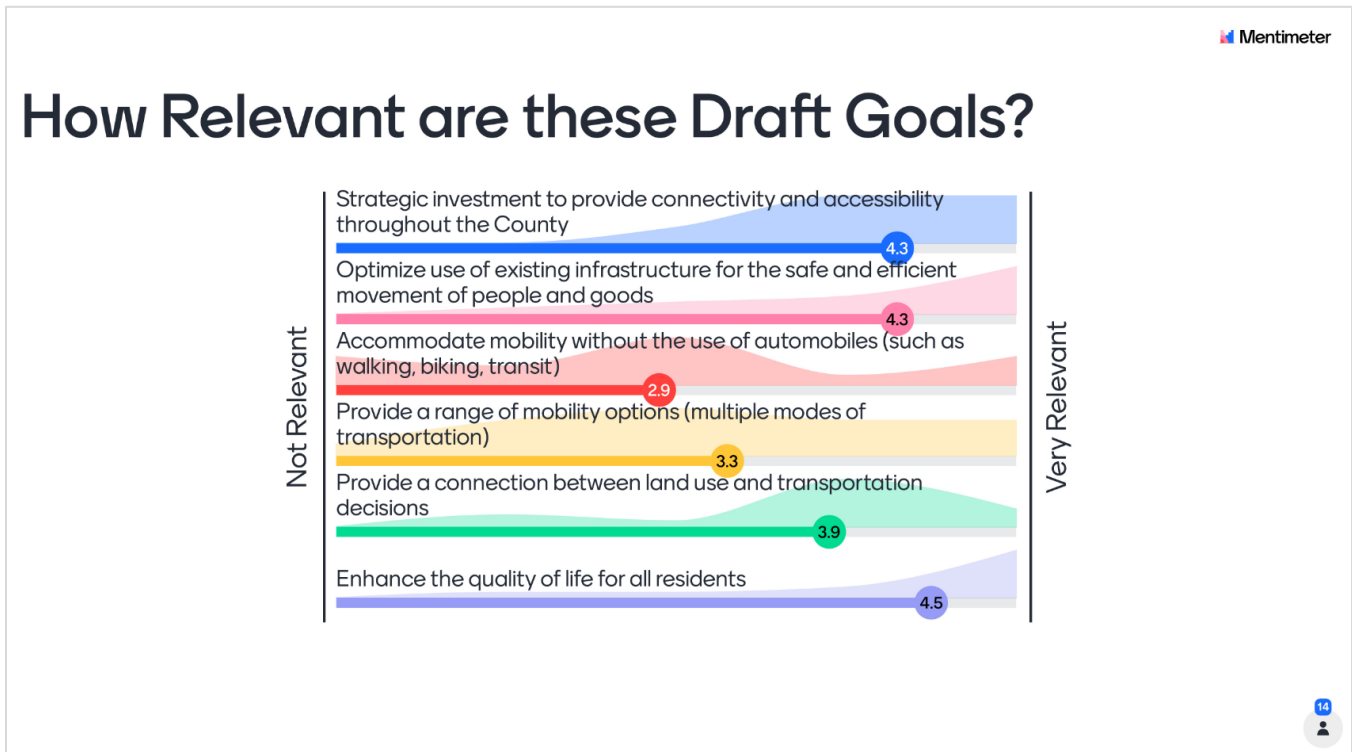 Mentimeter
How Relevant are these Draft Goals?
Strategic investment to provide connectivity and accessibility
throughout the County
4.3
Optimize use of existing infrastructure for the safe and efficient
movement of people and goods
4.3
Accommodate mobility without the use of automobiles (such as
walking, biking, transit)
2.9
Provide a range of mobility options (multiple modes of
transportation)
3.3
Provide a connection between land use and transportation
decisions
3.9
Enhance the quality of life for all residents
4.5
Not Relevant
Very Relevant
14